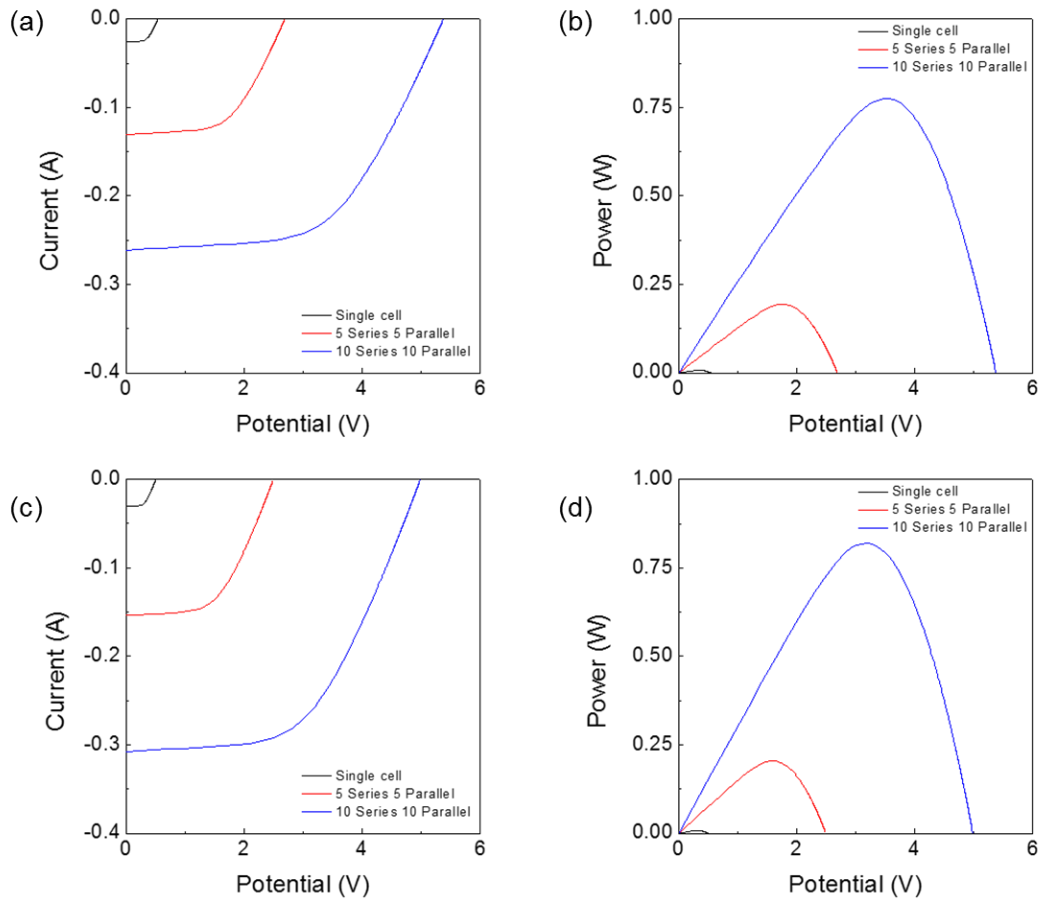 (a)
0.0
-0.1
-0.2
-0.3
-0.4
Current (A)
Single cell
5 Series 5 Parallel
10 Series 10 Parallel
0 2 4 6
Potential (V)
(b)
1.00
0.75
0.50
0.25
0.00
Power (W)
Single cell
5 Series 5 Parallel
10 Series 10 Parallel
0 2 4 6
Potential (V)
(c)
0.0
-0.1
-0.2
-0.3
-0.4
Current (A)
Single cell
5 Series 5 Parallel
10 Series 10 Parallel
0 2 4 6
Potential (V)
(d)
1.00
0.75
0.50
0.25
0.00
Power (W)
Single cell
5 Series 5 Parallel
10 Series 10 Parallel
0 2 4 6
Potential (V)